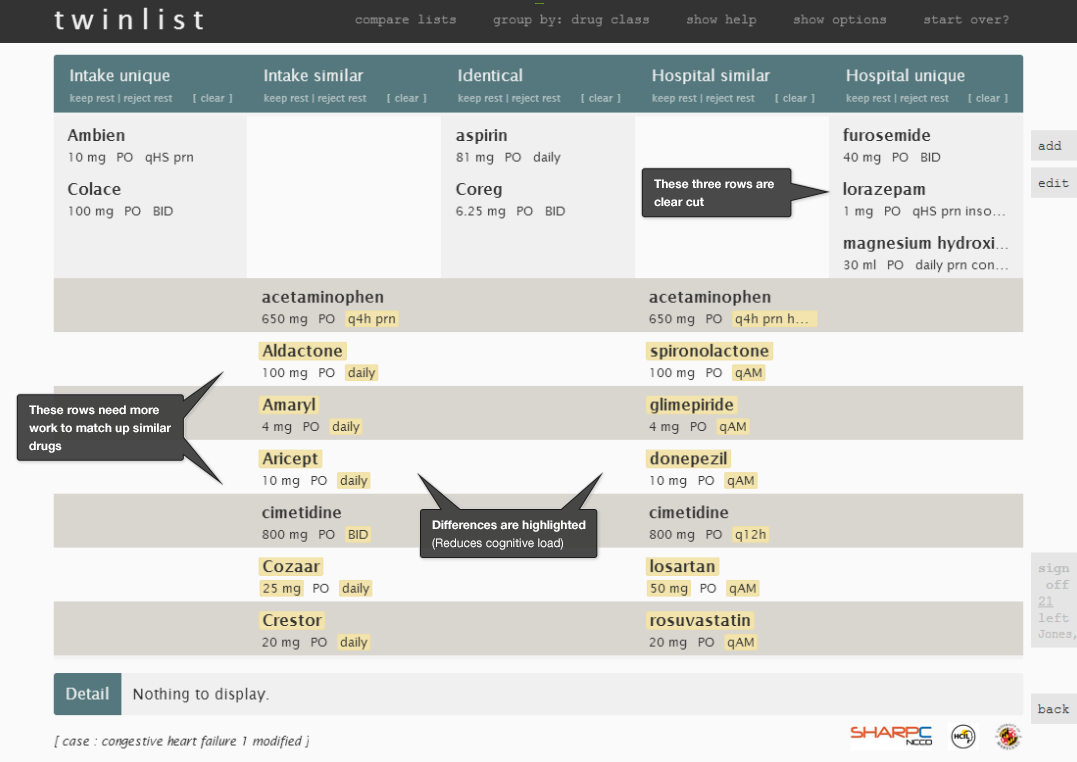 twinlist
compare lists group by: drug class show help show options start over?
Intake unique Intake similar Identical Hospital similar Hospital unique
keep rest | reject rest [ clear ] keep rest | reject rest [ clear ] keep rest | reject rest [ clear ] keep rest | reject rest [ clear ] keep rest | reject rest [ clear ]
Ambien aspirin furosemide
10 mg PO qHS prn 81 mg PO daily 40 mg PO BID
add
These three rows are
clear cut
edit
Colace Coreg lorazepam
100 mg PO BID 6.25 mg PO BID 1 mg PO qHS prn inso...
magnesium hydroxi...
30 ml PO daily prn con...
acetaminophen acetaminophen
650 mg PO q4h prn 650 mg PO q4h prn h...
Aldactone spironolactone
100 mg PO daily 100 mg PO qAM
These rows need more
work to match up similar
drugs
Amaryl glimepiride
4 mg PO daily 4 mg PO qAM
Aricept donepezil
10 mg PO daily 10 mg PO qAM
cimetidine cimetidine
800 mg PO BID 800 mg PO q12h
Differences are highlighted
(Reduces cognitive load)
Cozaar losartan
25 mg PO daily 50 mg PO qAM
sign
off
21
left
Jones,
Crestor rosuvastatin
20 mg PO daily 20 mg PO qAM
Detail Nothing to display.
back
[ case : congestive heart failure 1 modified ]
SHARPC
NCCD
HCIL